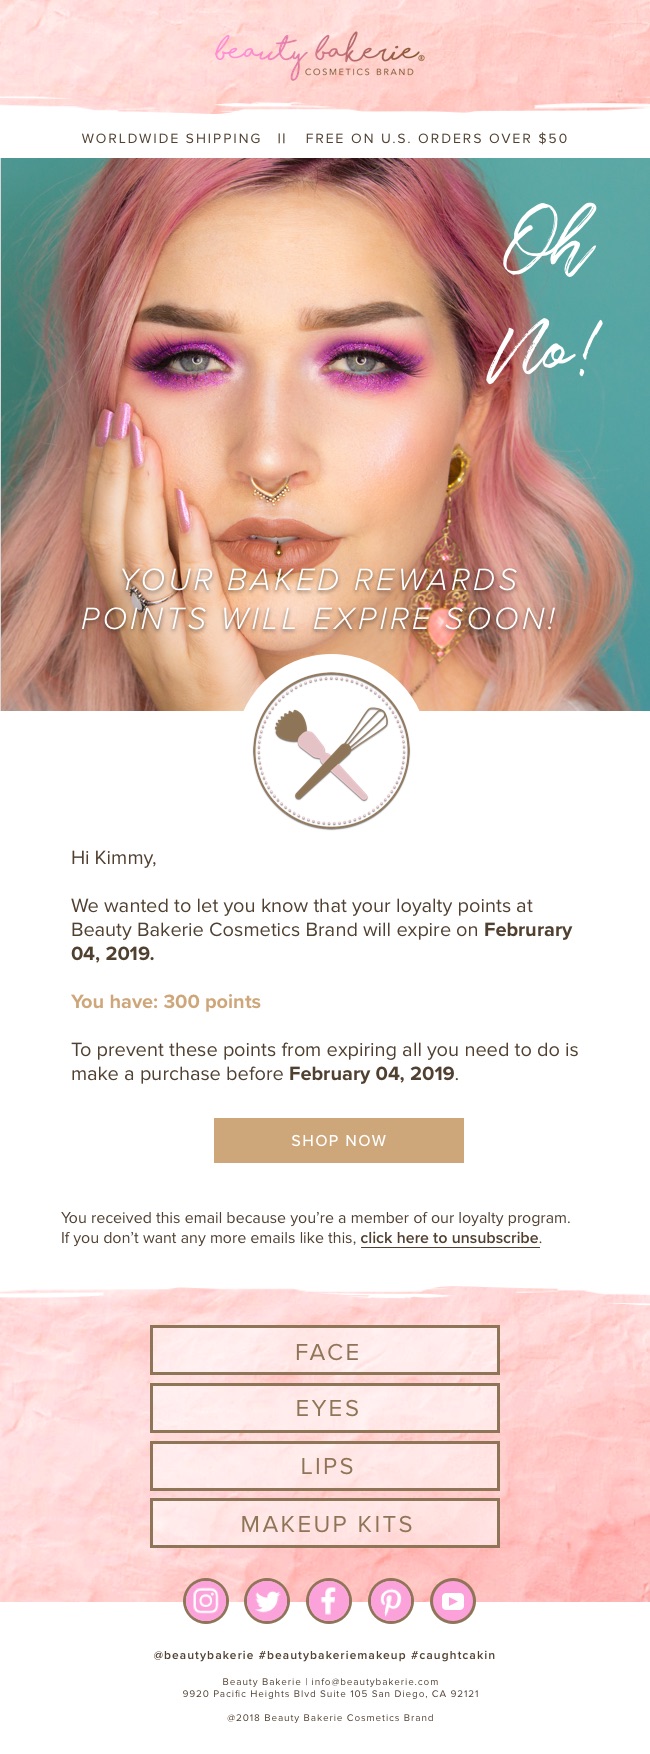 beauty bakerie®
COSMETICS BRAND
WORLDWIDE SHIPPING || FREE ON U.S. ORDERS OVER $50
Oh
No!
YOUR BAKED REWARDS
POINTS WILL EXPIRE SOON!
Hi Kimmy,
We wanted to let you know that your loyalty points at
Beauty Bakerie Cosmetics Brand will expire on Februrary
04, 2019.
You have: 300 points
To prevent these points from expiring all you need to do is
make a purchase before February 04, 2019.
SHOP NOW
You received this email because you’re a member of our loyalty program.
If you don’t want any more emails like this, click here to unsubscribe.
FACE
EYES
LIPS
MAKEUP KITS
@beautybakerie #beautybakeriemakeup #caughtcakin
Beauty Bakerie | info@beautybakerie.com
9920 Pacific Heights Blvd Suite 105 San Diego, CA 92121
@2018 Beauty Bakerie Cosmetics Brand